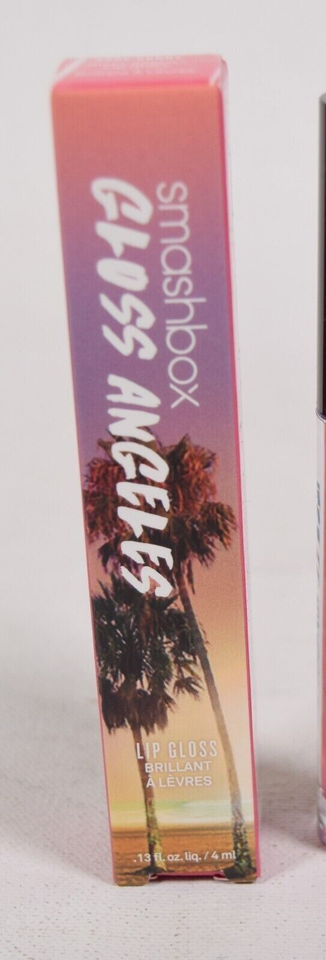 smashbox
GLOSS ANGELES
LIP GLOSS
BRILLANT
À LÈVRES
.13 fl. oz. liq. / 4 ml